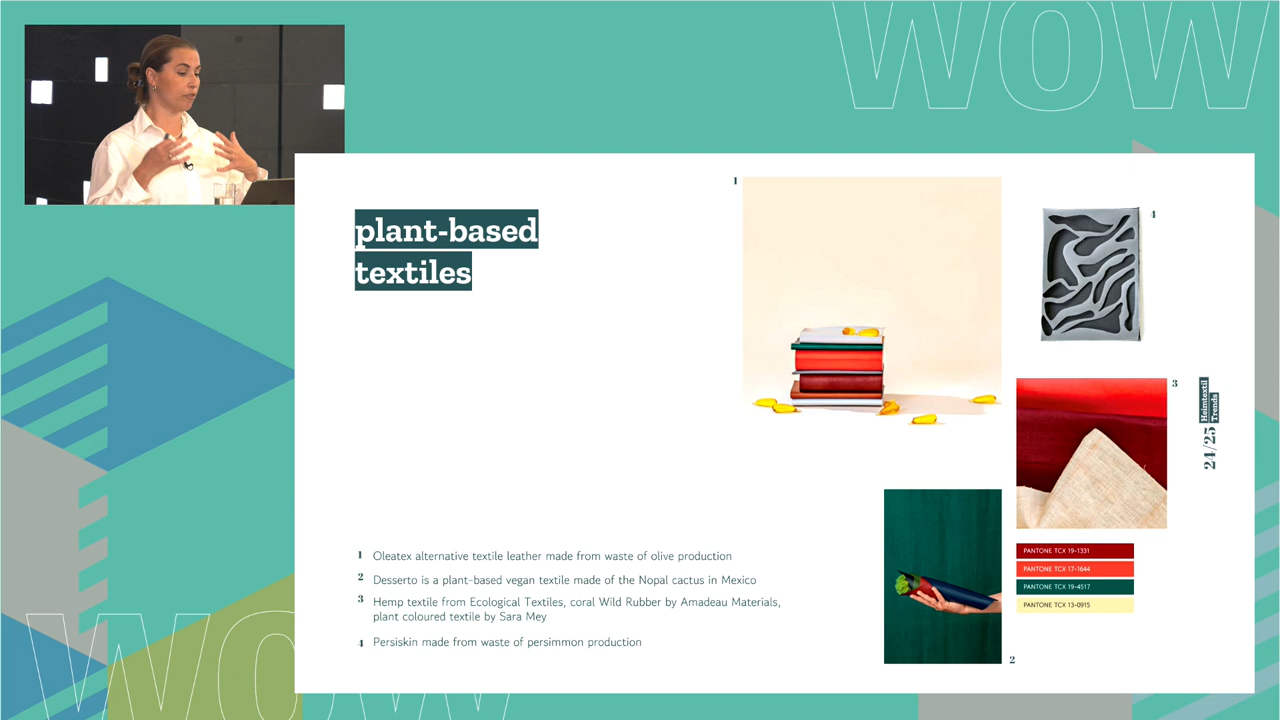 WOW
plant-based
textiles
1
4
3
24/25 Heimtextil
Trends
1 Oleatex alternative textile leather made from waste of olive production
2 Desserto is a plant-based vegan textile made of the Nopal cactus in Mexico
3 Hemp textile from Ecological Textiles, coral Wild Rubber by Amadeau Materials,
plant coloured textile by Sara Mey
4 Persiskin made from waste of persimmon production
PANTONE TCX 19-1331
PANTONE TCX 17-1644
PANTONE TCX 19-4517
PANTONE TCX 13-0915
2
WOW